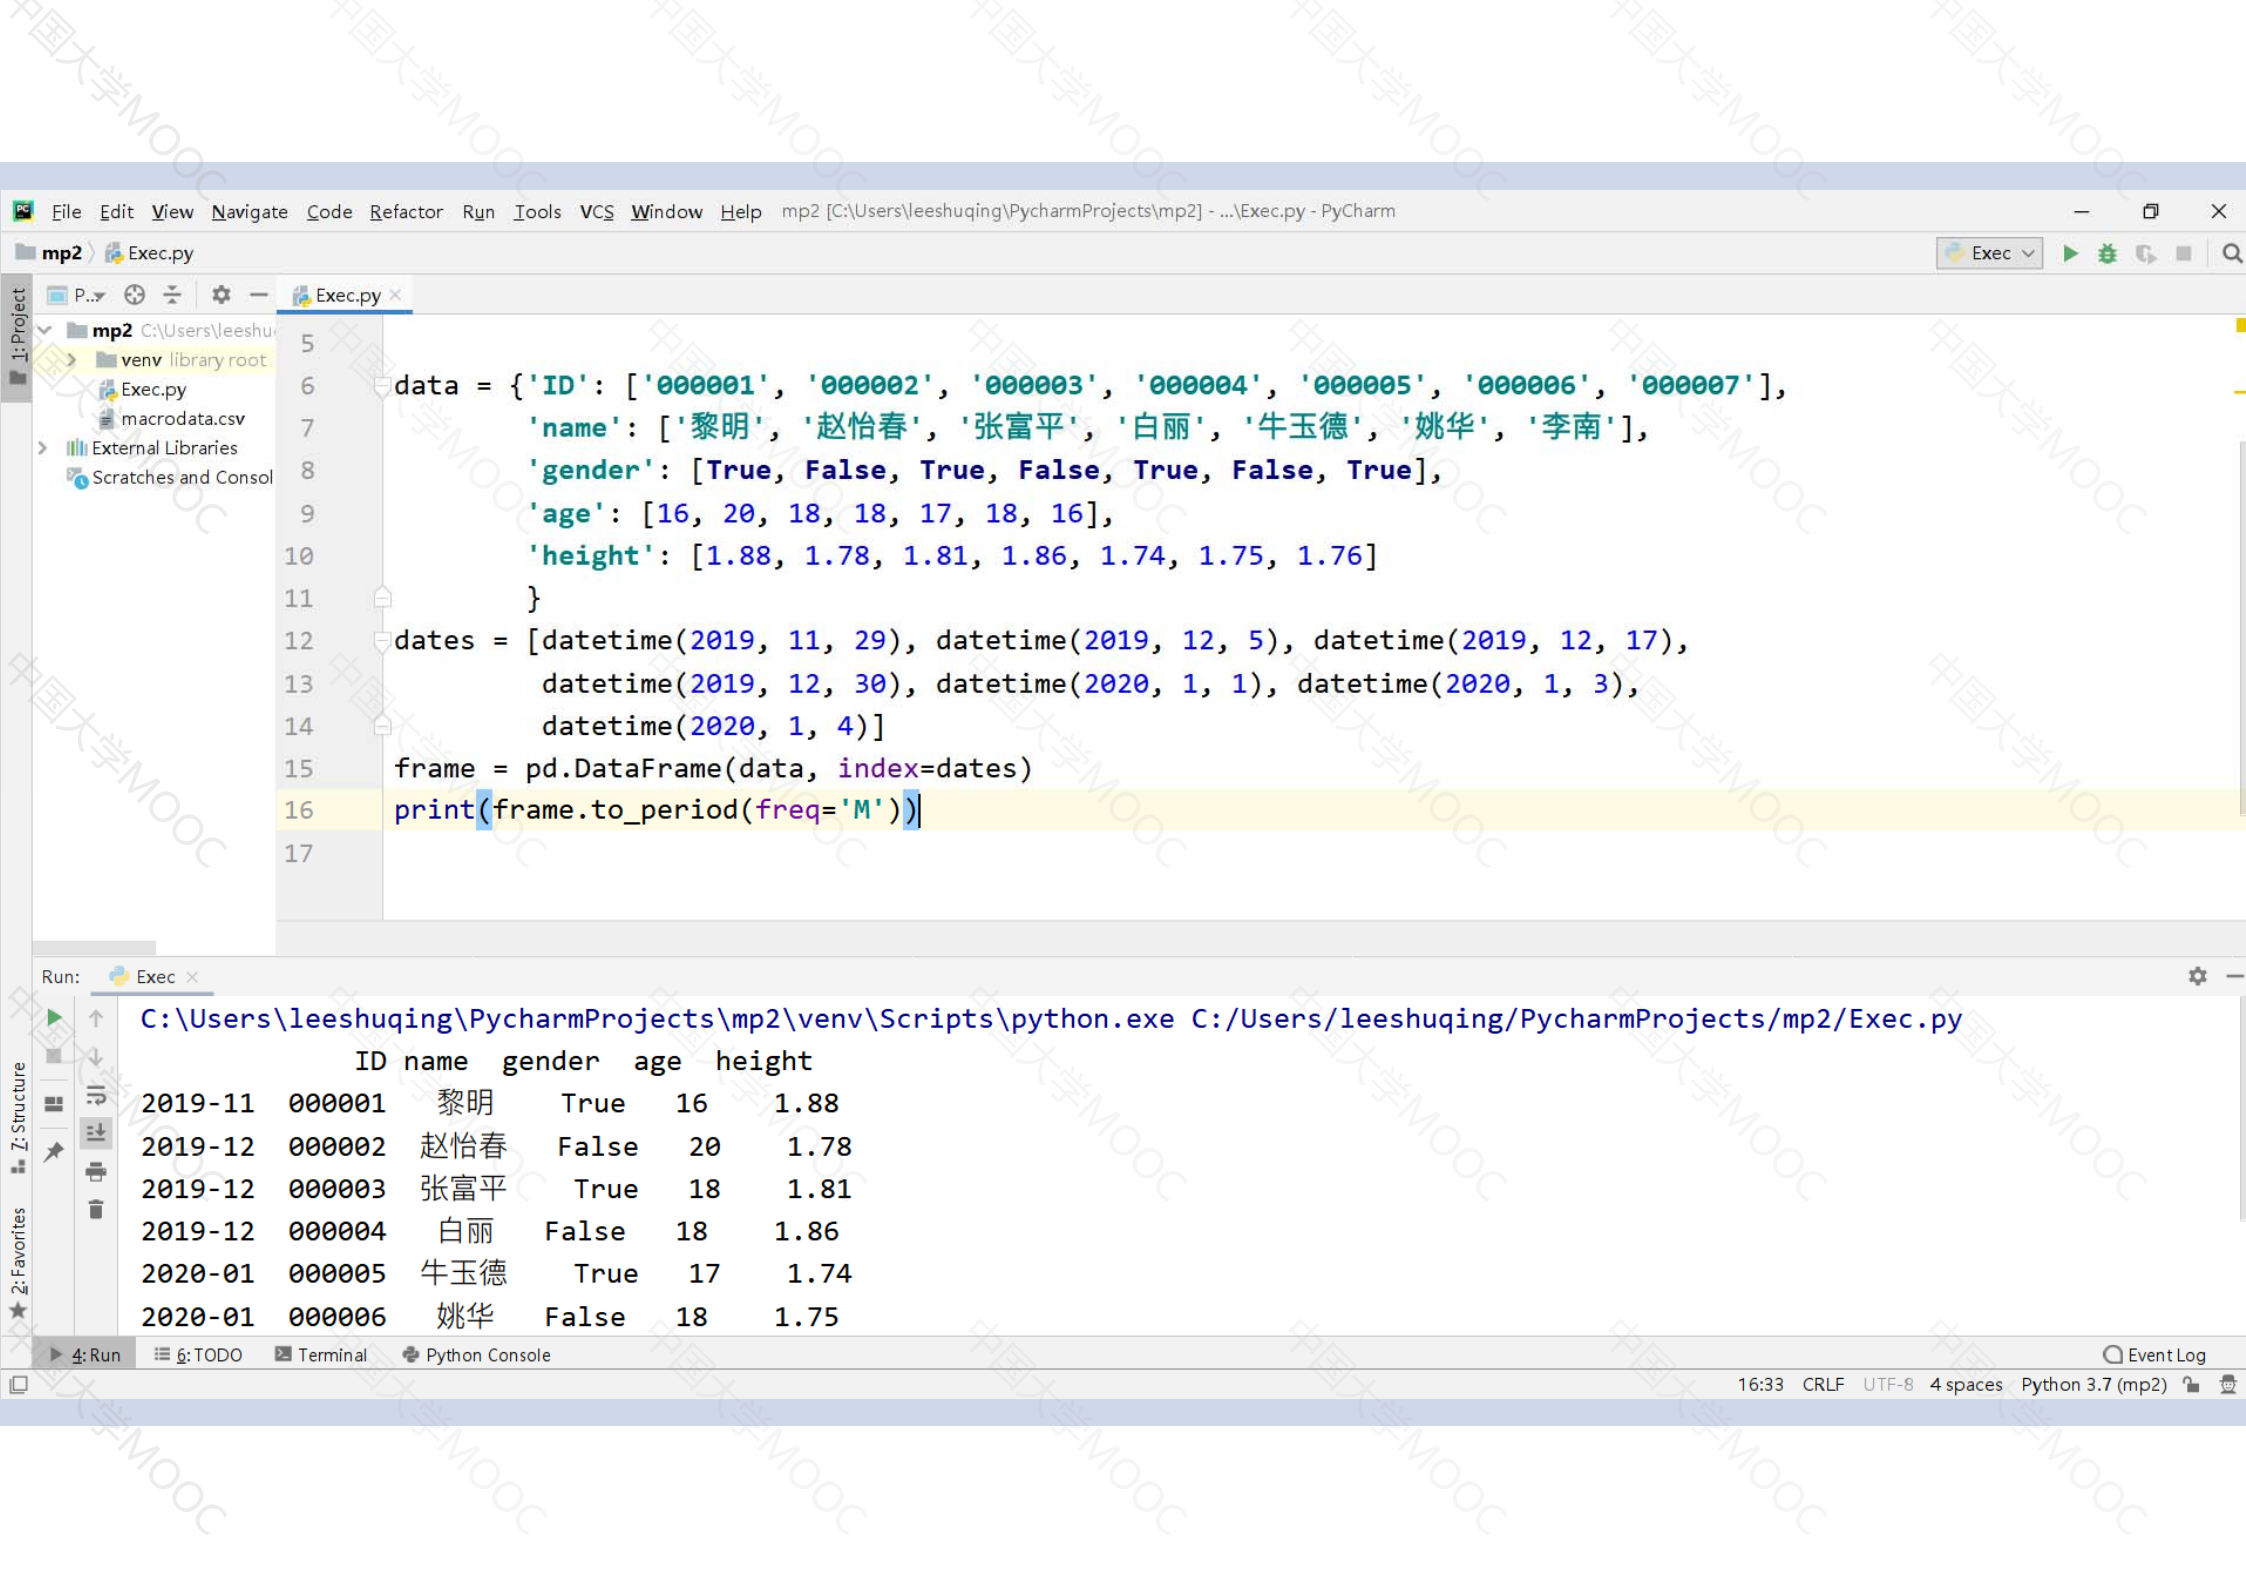 File Edit View Navigate Code Refactor Run Tools VCS Window Help mp2 [C:\Users\leeshuqing\PycharmProjects\mp2] - ...\Exec.py - PyCharm
mp2 Exec.py Exec
1: Project P.. Exec.py
mp2 C:\Users\leeshu
venv library root
Exec.py
macrodata.csv
External Libraries
Scratches and Consol
5
6 data = {'ID': ['000001', '000002', '000003', '000004', '000005', '000006', '000007'],
7 'name': ['黎明', '赵怡春', '张富平', '白丽', '牛玉德', '姚华', '李南'],
8 'gender': [True, False, True, False, True, False, True],
9 'age': [16, 20, 18, 18, 17, 18, 16],
10 'height': [1.88, 1.78, 1.81, 1.86, 1.74, 1.75, 1.76]
11 }
12 dates = [datetime(2019, 11, 29), datetime(2019, 12, 5), datetime(2019, 12, 17),
13 datetime(2019, 12, 30), datetime(2020, 1, 1), datetime(2020, 1, 3),
14 datetime(2020, 1, 4)]
15 frame = pd.DataFrame(data, index=dates)
16 print(frame.to_period(freq='M'))
17
Run: Exec
C:\Users\leeshuqing\PycharmProjects\mp2\venv\Scripts\python.exe C:/Users/leeshuqing/PycharmProjects/mp2/Exec.py
ID name gender age height
2019-11 000001 黎明 True 16 1.88
2019-12 000002 赵怡春 False 20 1.78
2019-12 000003 张富平 True 18 1.81
2019-12 000004 白丽 False 18 1.86
2020-01 000005 牛玉德 True 17 1.74
2020-01 000006 姚华 False 18 1.75
7: Structure
2: Favorites
4: Run 6: TODO Terminal Python Console Event Log
16:33 CRLF UTF-8 4 spaces Python 3.7 (mp2)
中国大学MOOC